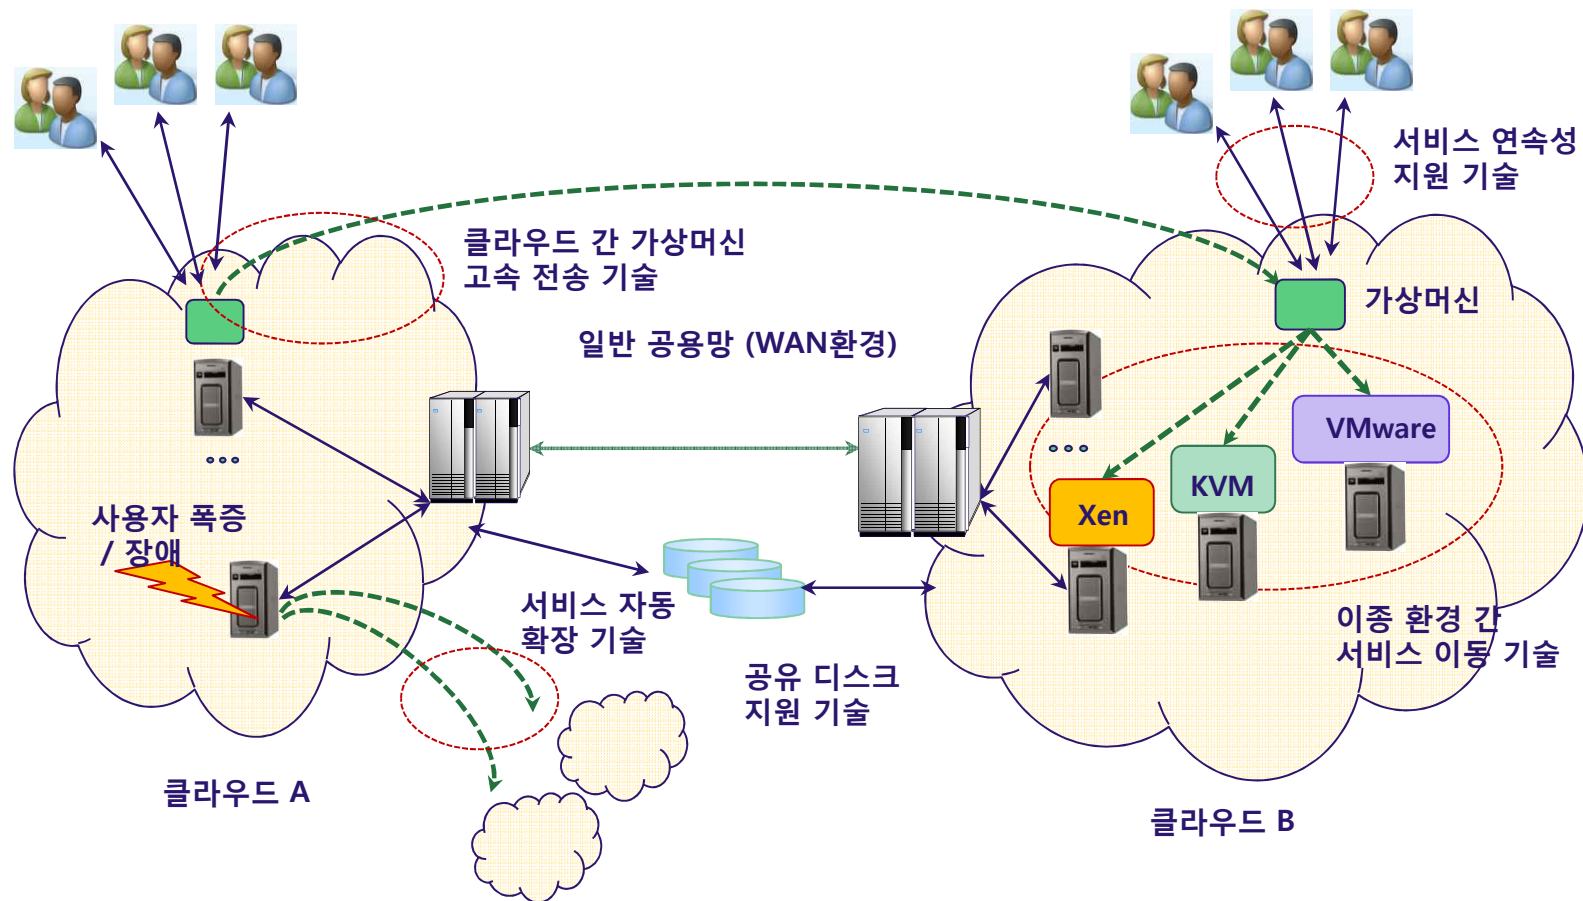 서비스 연속성
지원 기술
클라우드 간 가상머신
고속 전송 기술
가상머신
일반 공용망 (WAN환경)
VMware
KVM
Xen
사용자 폭증
/ 장애
서비스 자동
확장 기술
이종 환경 간
서비스 이동 기술
공유 디스크
지원 기술
클라우드 A
클라우드 B